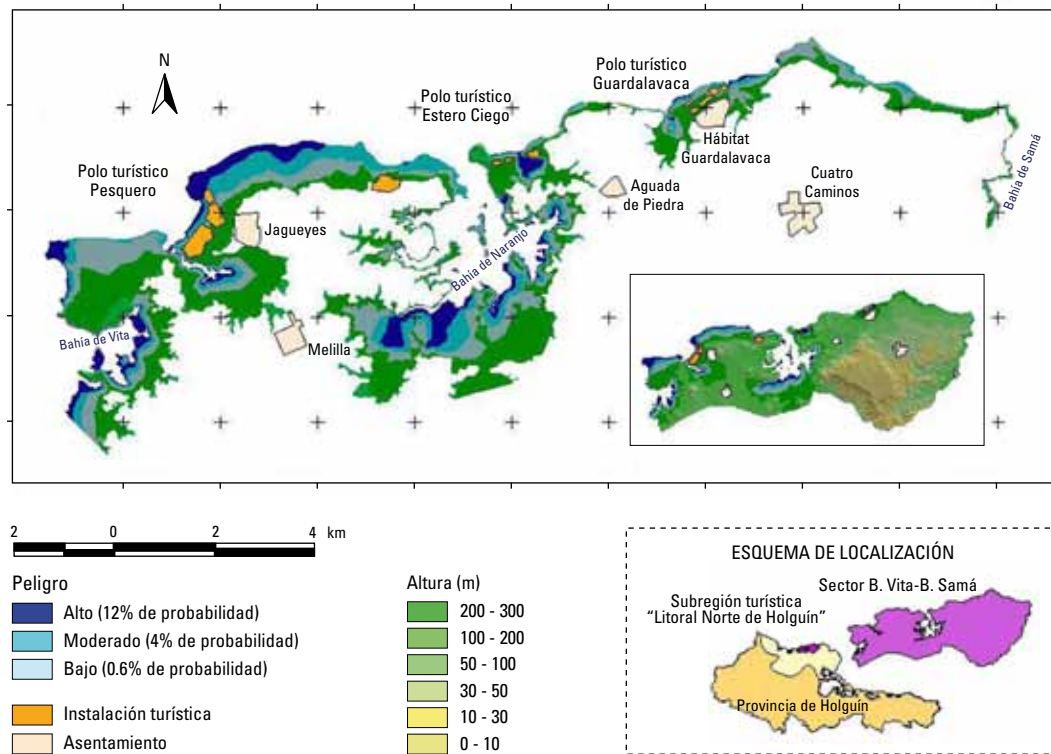 N
Polo turístico
Guardalavaca
Polo turístico
Estero Ciego
Polo turístico
Pesquero
Hábitat
Guardalavaca
Bahía de Samá
Cuatro
Caminos
Aguada
de Piedra
Jagueyes
Bahía de Naranjo
Bahía de Vita
Melilla
2 0 2 4 km
Peligro
Alto (12% de probabilidad)
Moderado (4% de probabilidad)
Bajo (0.6% de probabilidad)
Instalación turística
Asentamiento
Altura (m)
200 - 300
100 - 200
50 - 100
30 - 50
10 - 30
0 - 10
ESQUEMA DE LOCALIZACIÓN
Sector B. Vita-B. Samá
Subregión turística
“Litoral Norte de Holguín”
Provincia de Holguín